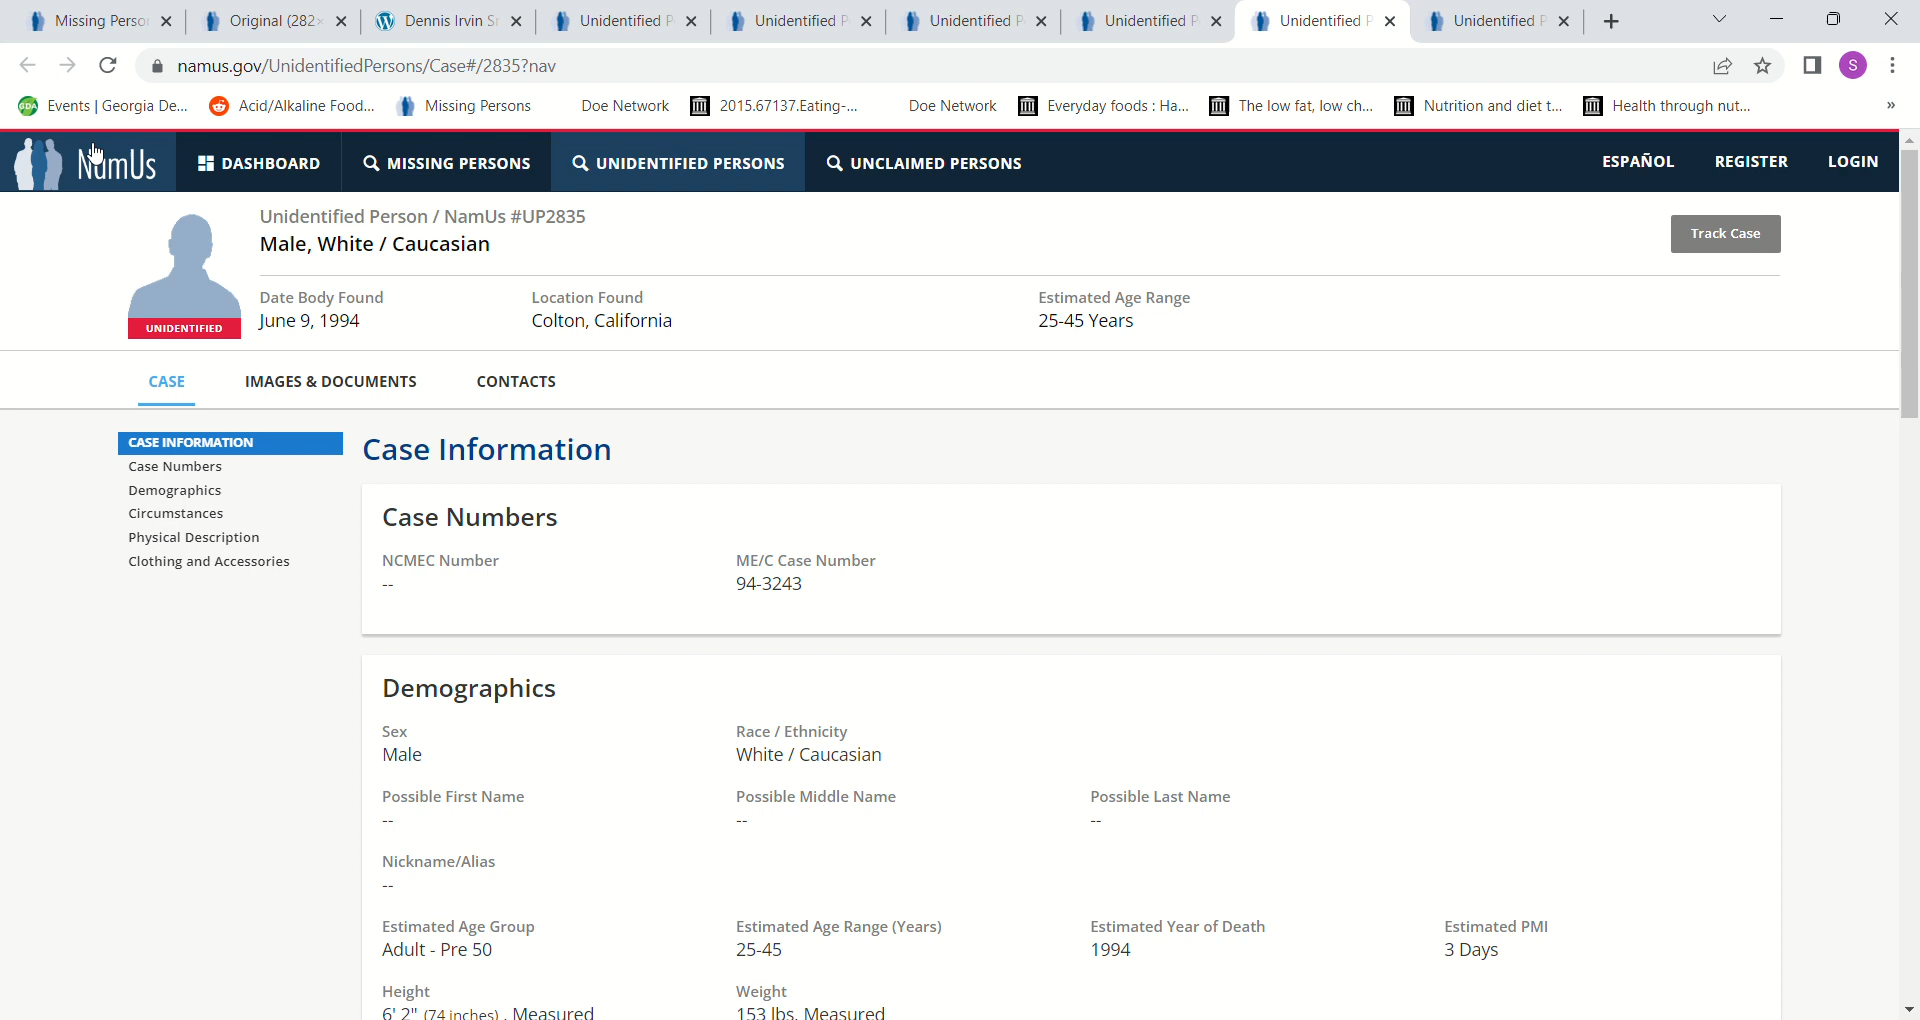 Missing Perso Original (282 Dennis Irvin S Unidentified P Unidentified P Unidentified P Unidentified P Unidentified P Unidentified P
namus.gov/UnidentifiedPersons/Case#/2835?nav S
GDA Events | Georgia De... Acid/Alkaline Food... Missing Persons Doe Network 2015.67137.Eating-... Doe Network Everyday foods : Ha... The low fat, low ch... Nutrition and diet t... Health through nut... »
NamUs DASHBOARD MISSING PERSONS UNIDENTIFIED PERSONS UNCLAIMED PERSONS ESPAÑOL REGISTER LOGIN
Unidentified Person / NamUs #UP2835
Male, White / Caucasian
Track Case
Date Body Found Location Found Estimated Age Range
June 9, 1994 Colton, California 25-45 Years
UNIDENTIFIED
CASE IMAGES & DOCUMENTS CONTACTS
CASE INFORMATION
Case Numbers
Demographics
Circumstances
Physical Description
Clothing and Accessories
Case Information
Case Numbers
NCMEC Number ME/C Case Number
-- 94-3243
Demographics
Sex Race / Ethnicity
Male White / Caucasian
Possible First Name Possible Middle Name Possible Last Name
-- -- --
Nickname/Alias
--
Estimated Age Group Estimated Age Range (Years) Estimated Year of Death Estimated PMI
Adult - Pre 50 25-45 1994 3 Days
Height Weight
6' 2" (74 inches) , Measured 153 lbs, Measured